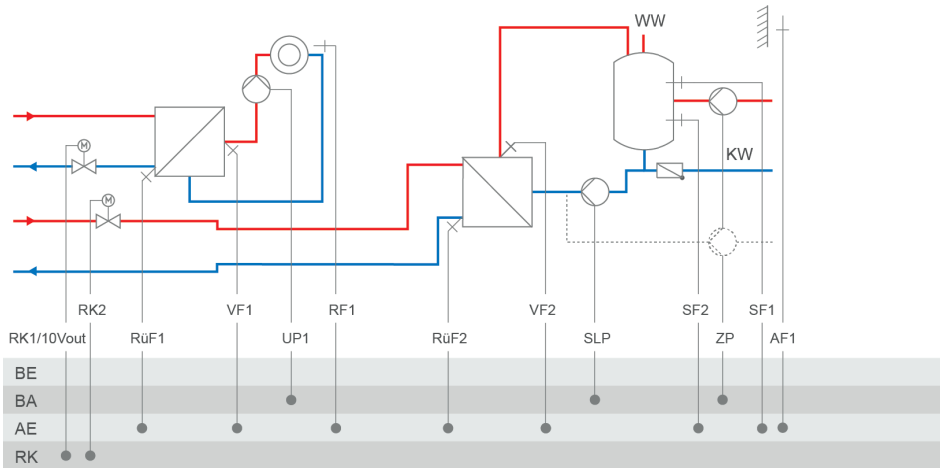 WW
M
KW
M
RK2
VF1
RF1
VF2
SF2
SF1
RK1/10Vout
RüF1
UP1
RüF2
SLP
ZP
AF1
BE
BA
AE
RK